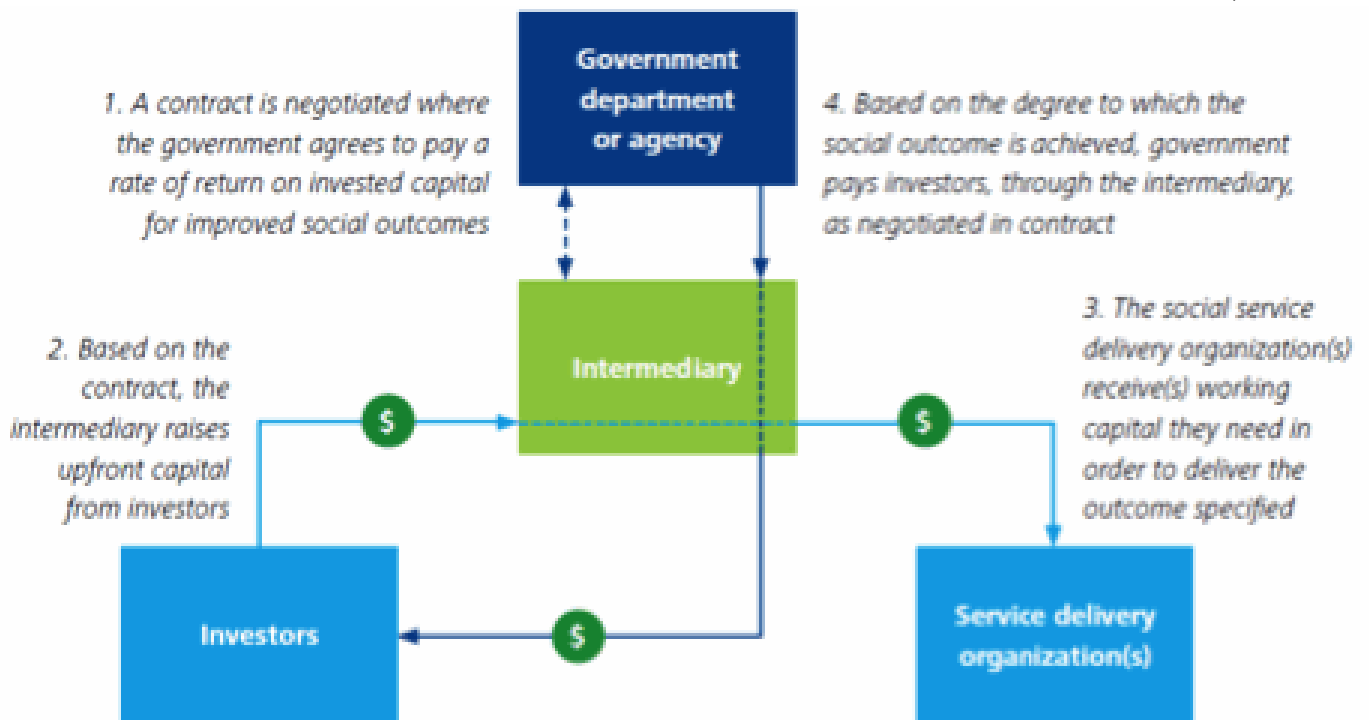 Government
department
or agency
1. A contract is negotiated where
the government agrees to pay a
rate of return on invested capital
for improved social outcomes
4. Based on the degree to which the
social outcome is achieved, government
pays investors, through the intermediary,
as negotiated in contract
Intermediary
2. Based on the
contract, the
intermediary raises
upfront capital
from investors
3. The social service
delivery organization(s)
receive(s) working
capital they need in
order to deliver the
outcome specified
$
$
Investors
$
Service delivery
organization(s)